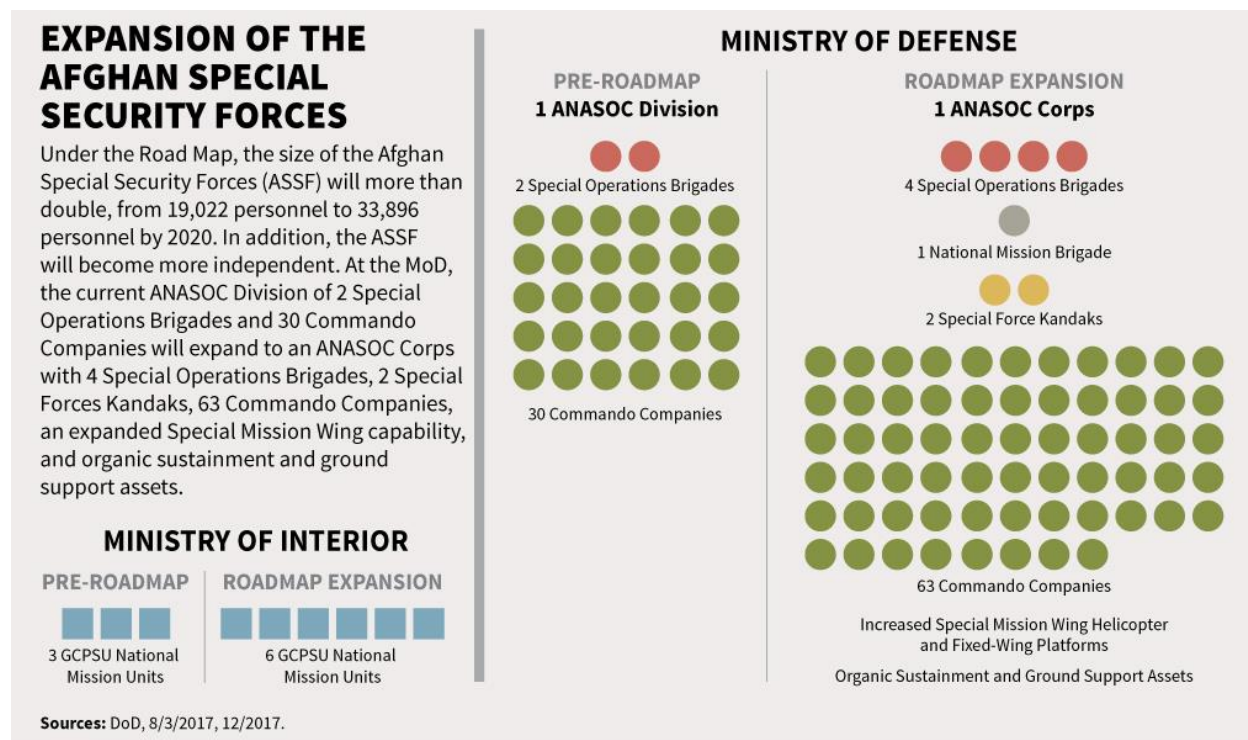 EXPANSION OF THE
AFGHAN SPECIAL
SECURITY FORCES
Under the Road Map, the size of the Afghan
Special Security Forces (ASSF) will more than
double, from 19,022 personnel to 33,896
personnel by 2020. In addition, the ASSF
will become more independent. At the MoD,
the current ANASOC Division of 2 Special
Operations Brigades and 30 Commando
Companies will expand to an ANASOC Corps
with 4 Special Operations Brigades, 2 Special
Forces Kandaks, 63 Commando Companies,
an expanded Special Mission Wing capability,
and organic sustainment and ground
support assets.
MINISTRY OF INTERIOR
PRE-ROADMAP
3 GCPSU National
Mission Units
ROADMAP EXPANSION
6 GCPSU National
Mission Units
Sources: DoD, 8/3/2017, 12/2017.
MINISTRY OF DEFENSE
PRE-ROADMAP
1 ANASOC Division
2 Special Operations Brigades
30 Commando Companies
ROADMAP EXPANSION
1 ANASOC Corps
4 Special Operations Brigades
1 National Mission Brigade
2 Special Force Kandaks
63 Commando Companies
Increased Special Mission Wing Helicopter
and Fixed-Wing Platforms
Organic Sustainment and Ground Support Assets